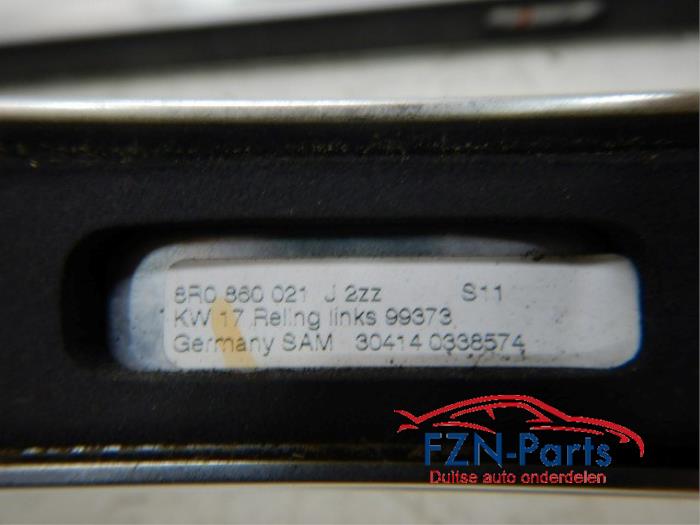 8R0 860 021 J 2zz S11
KW 17 Reling links 99373
Germany SAM 30414 0338574
FZN-Parts
Duitse auto onderdelen